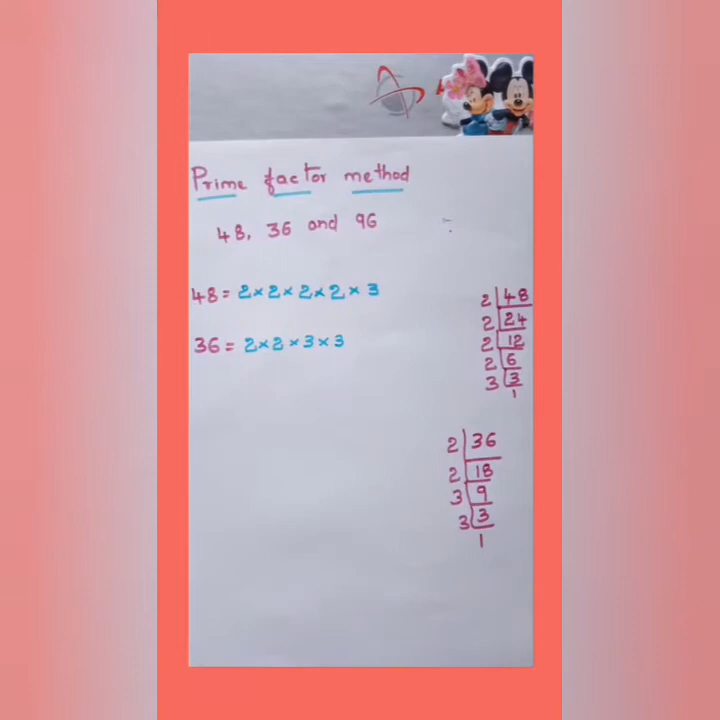 Prime factor method
48, 36 and 96
48 = 2 × 2 × 2 × 2 × 3
36 = 2 × 2 × 3 × 3
2 48
2 24
2 12
2 6
3 3
1
2 36
2 18
3 9
3 3
1